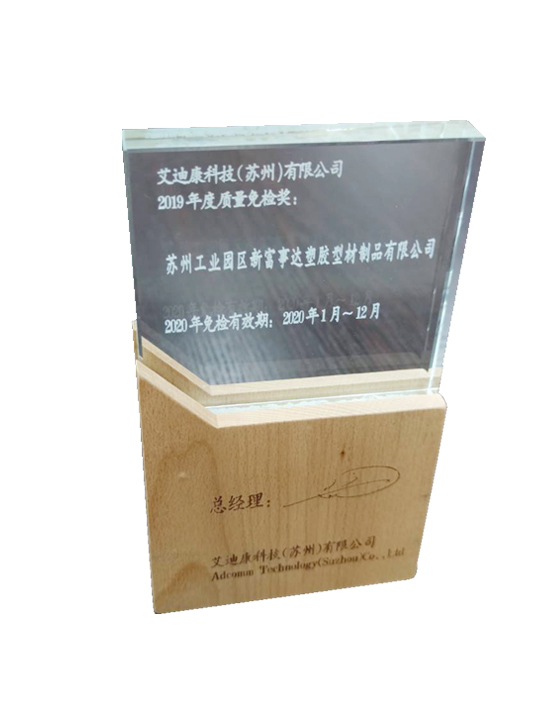 艾迪康科技(苏州)有限公司
2019年度质量免检奖:
苏州工业园区新富事达塑胶型材制品有限公司
2020年免检有效期: 2020年1月~12月
总经理:
艾迪康科技(苏州)有限公司
Adcomm Technology(Suzhou)Co.,Ltd